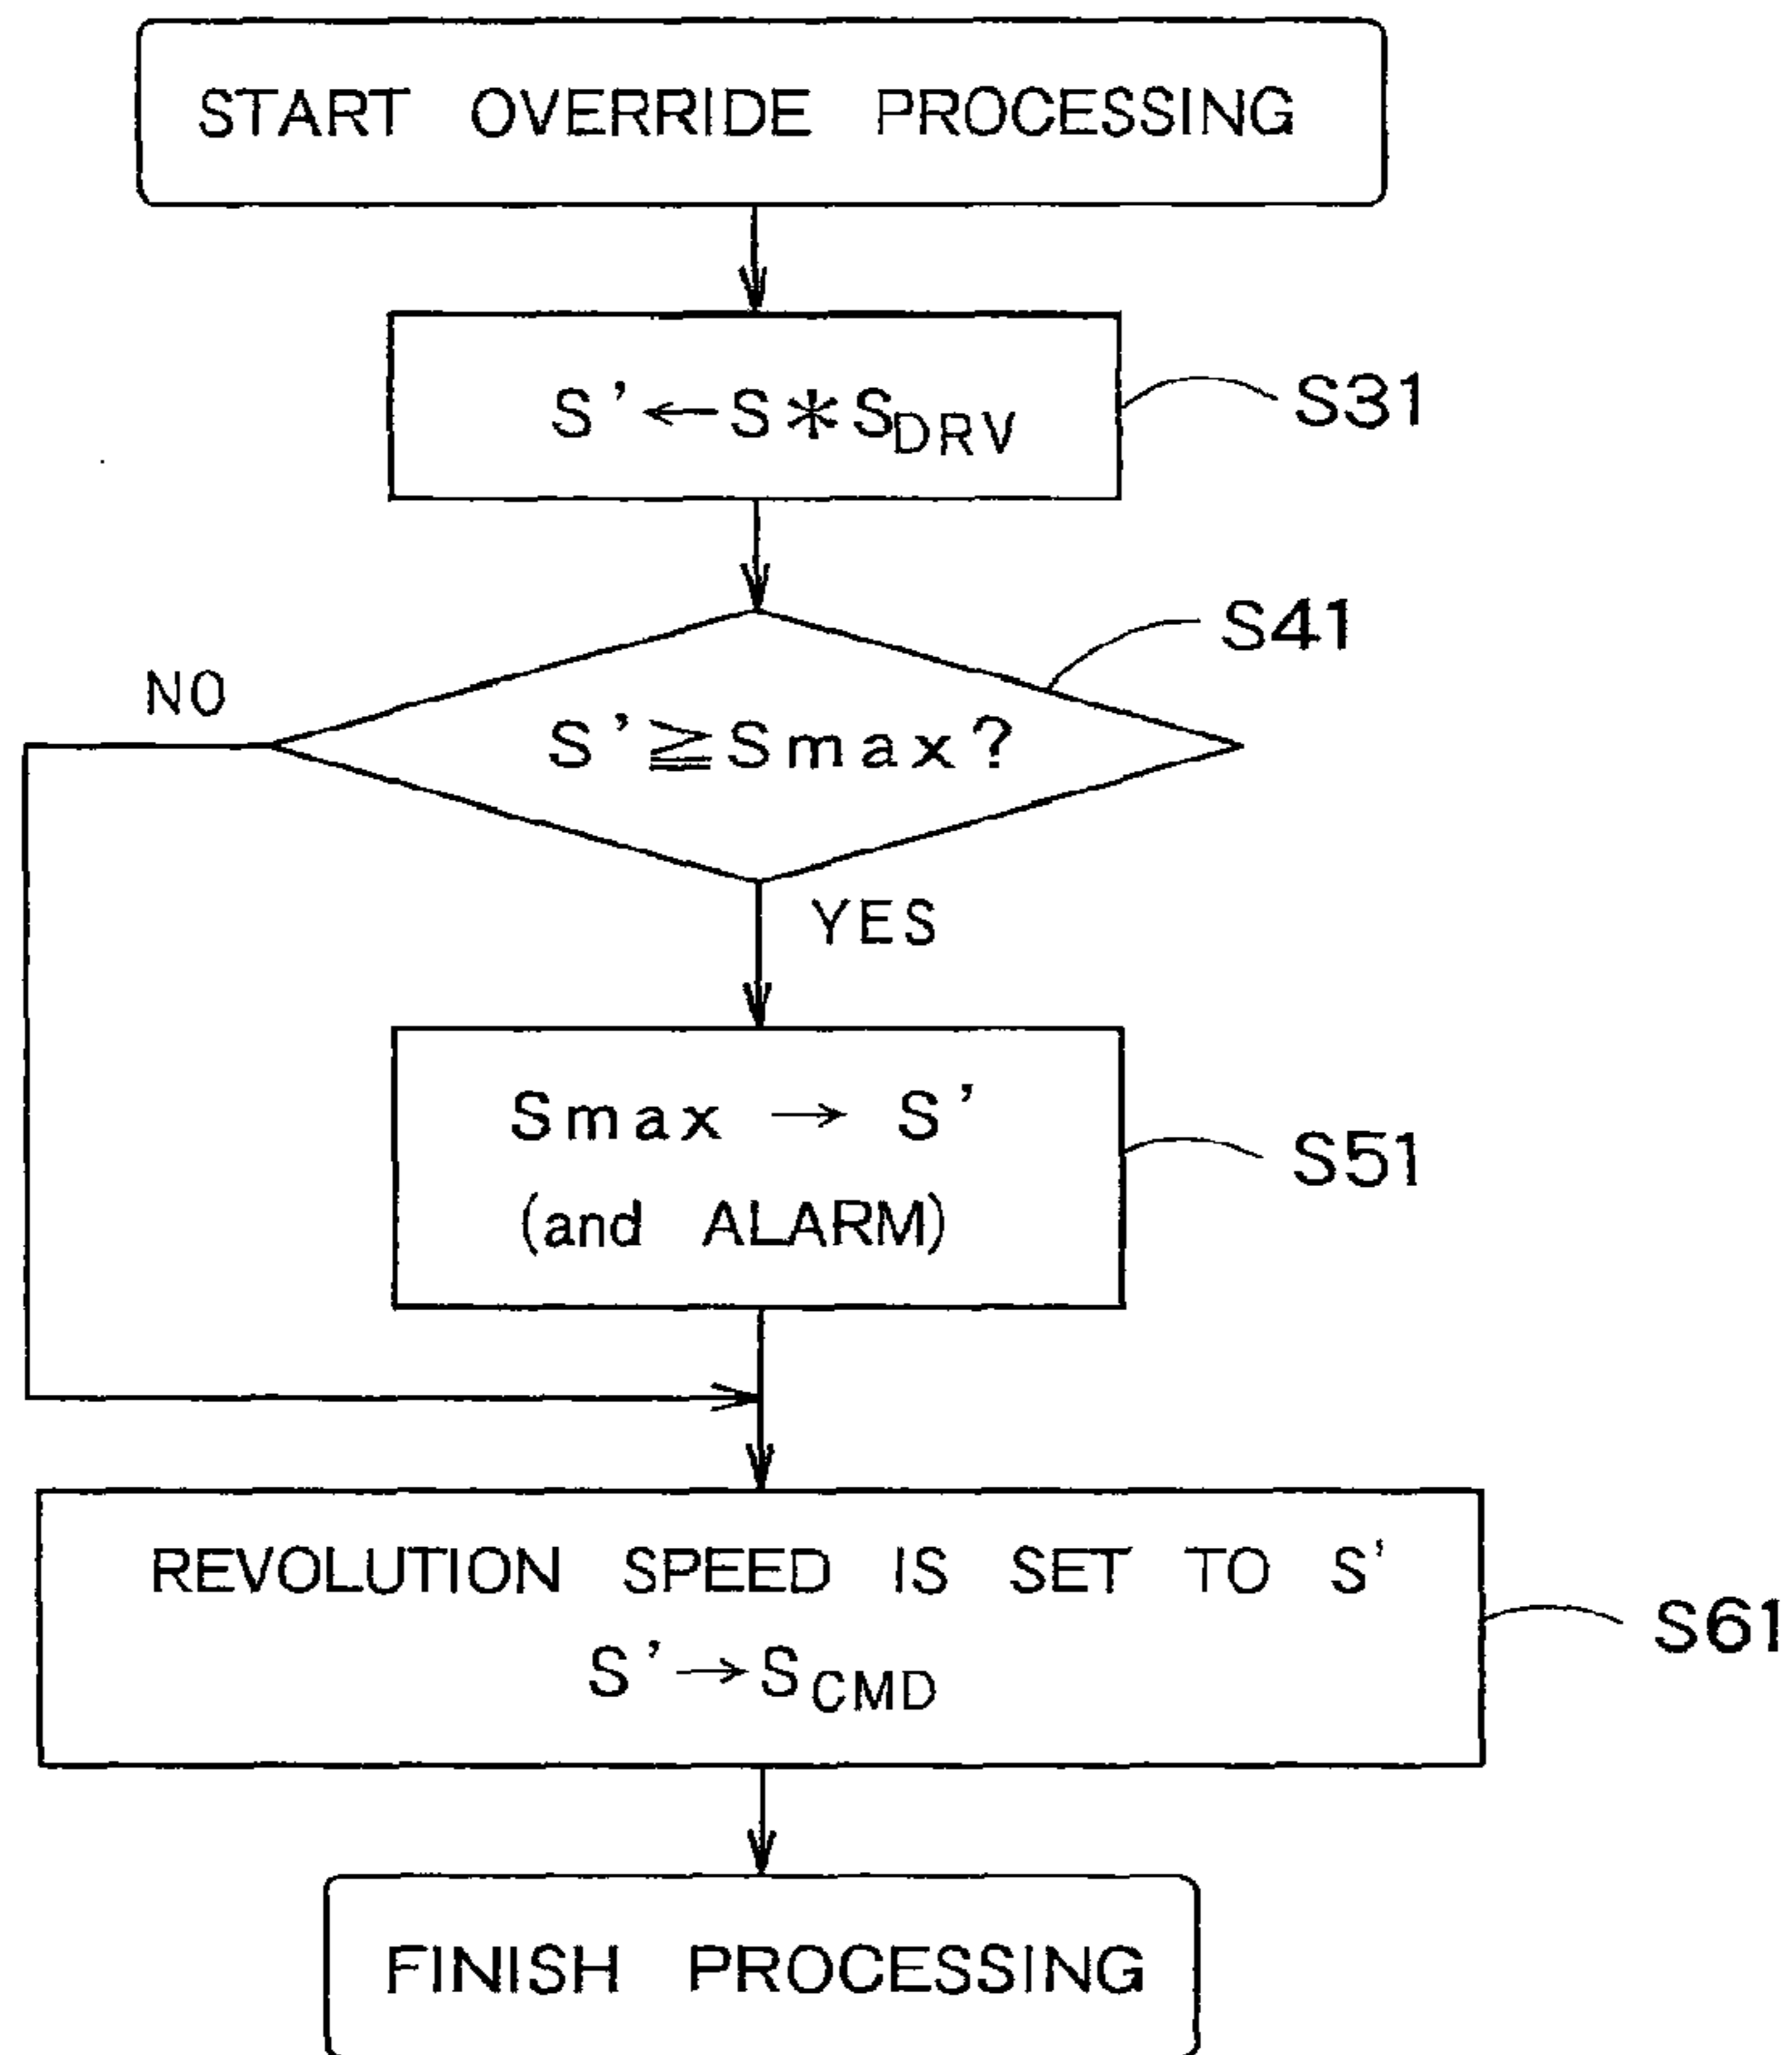 START OVERRIDE PROCESSING
S'←S*SDRV
S31
S41
NO
S'≧Smax?
YES
Smax → S'
(and ALARM)
S51
REVOLUTION SPEED IS SET TO S'
S'→SCMD
S61
FINISH PROCESSING